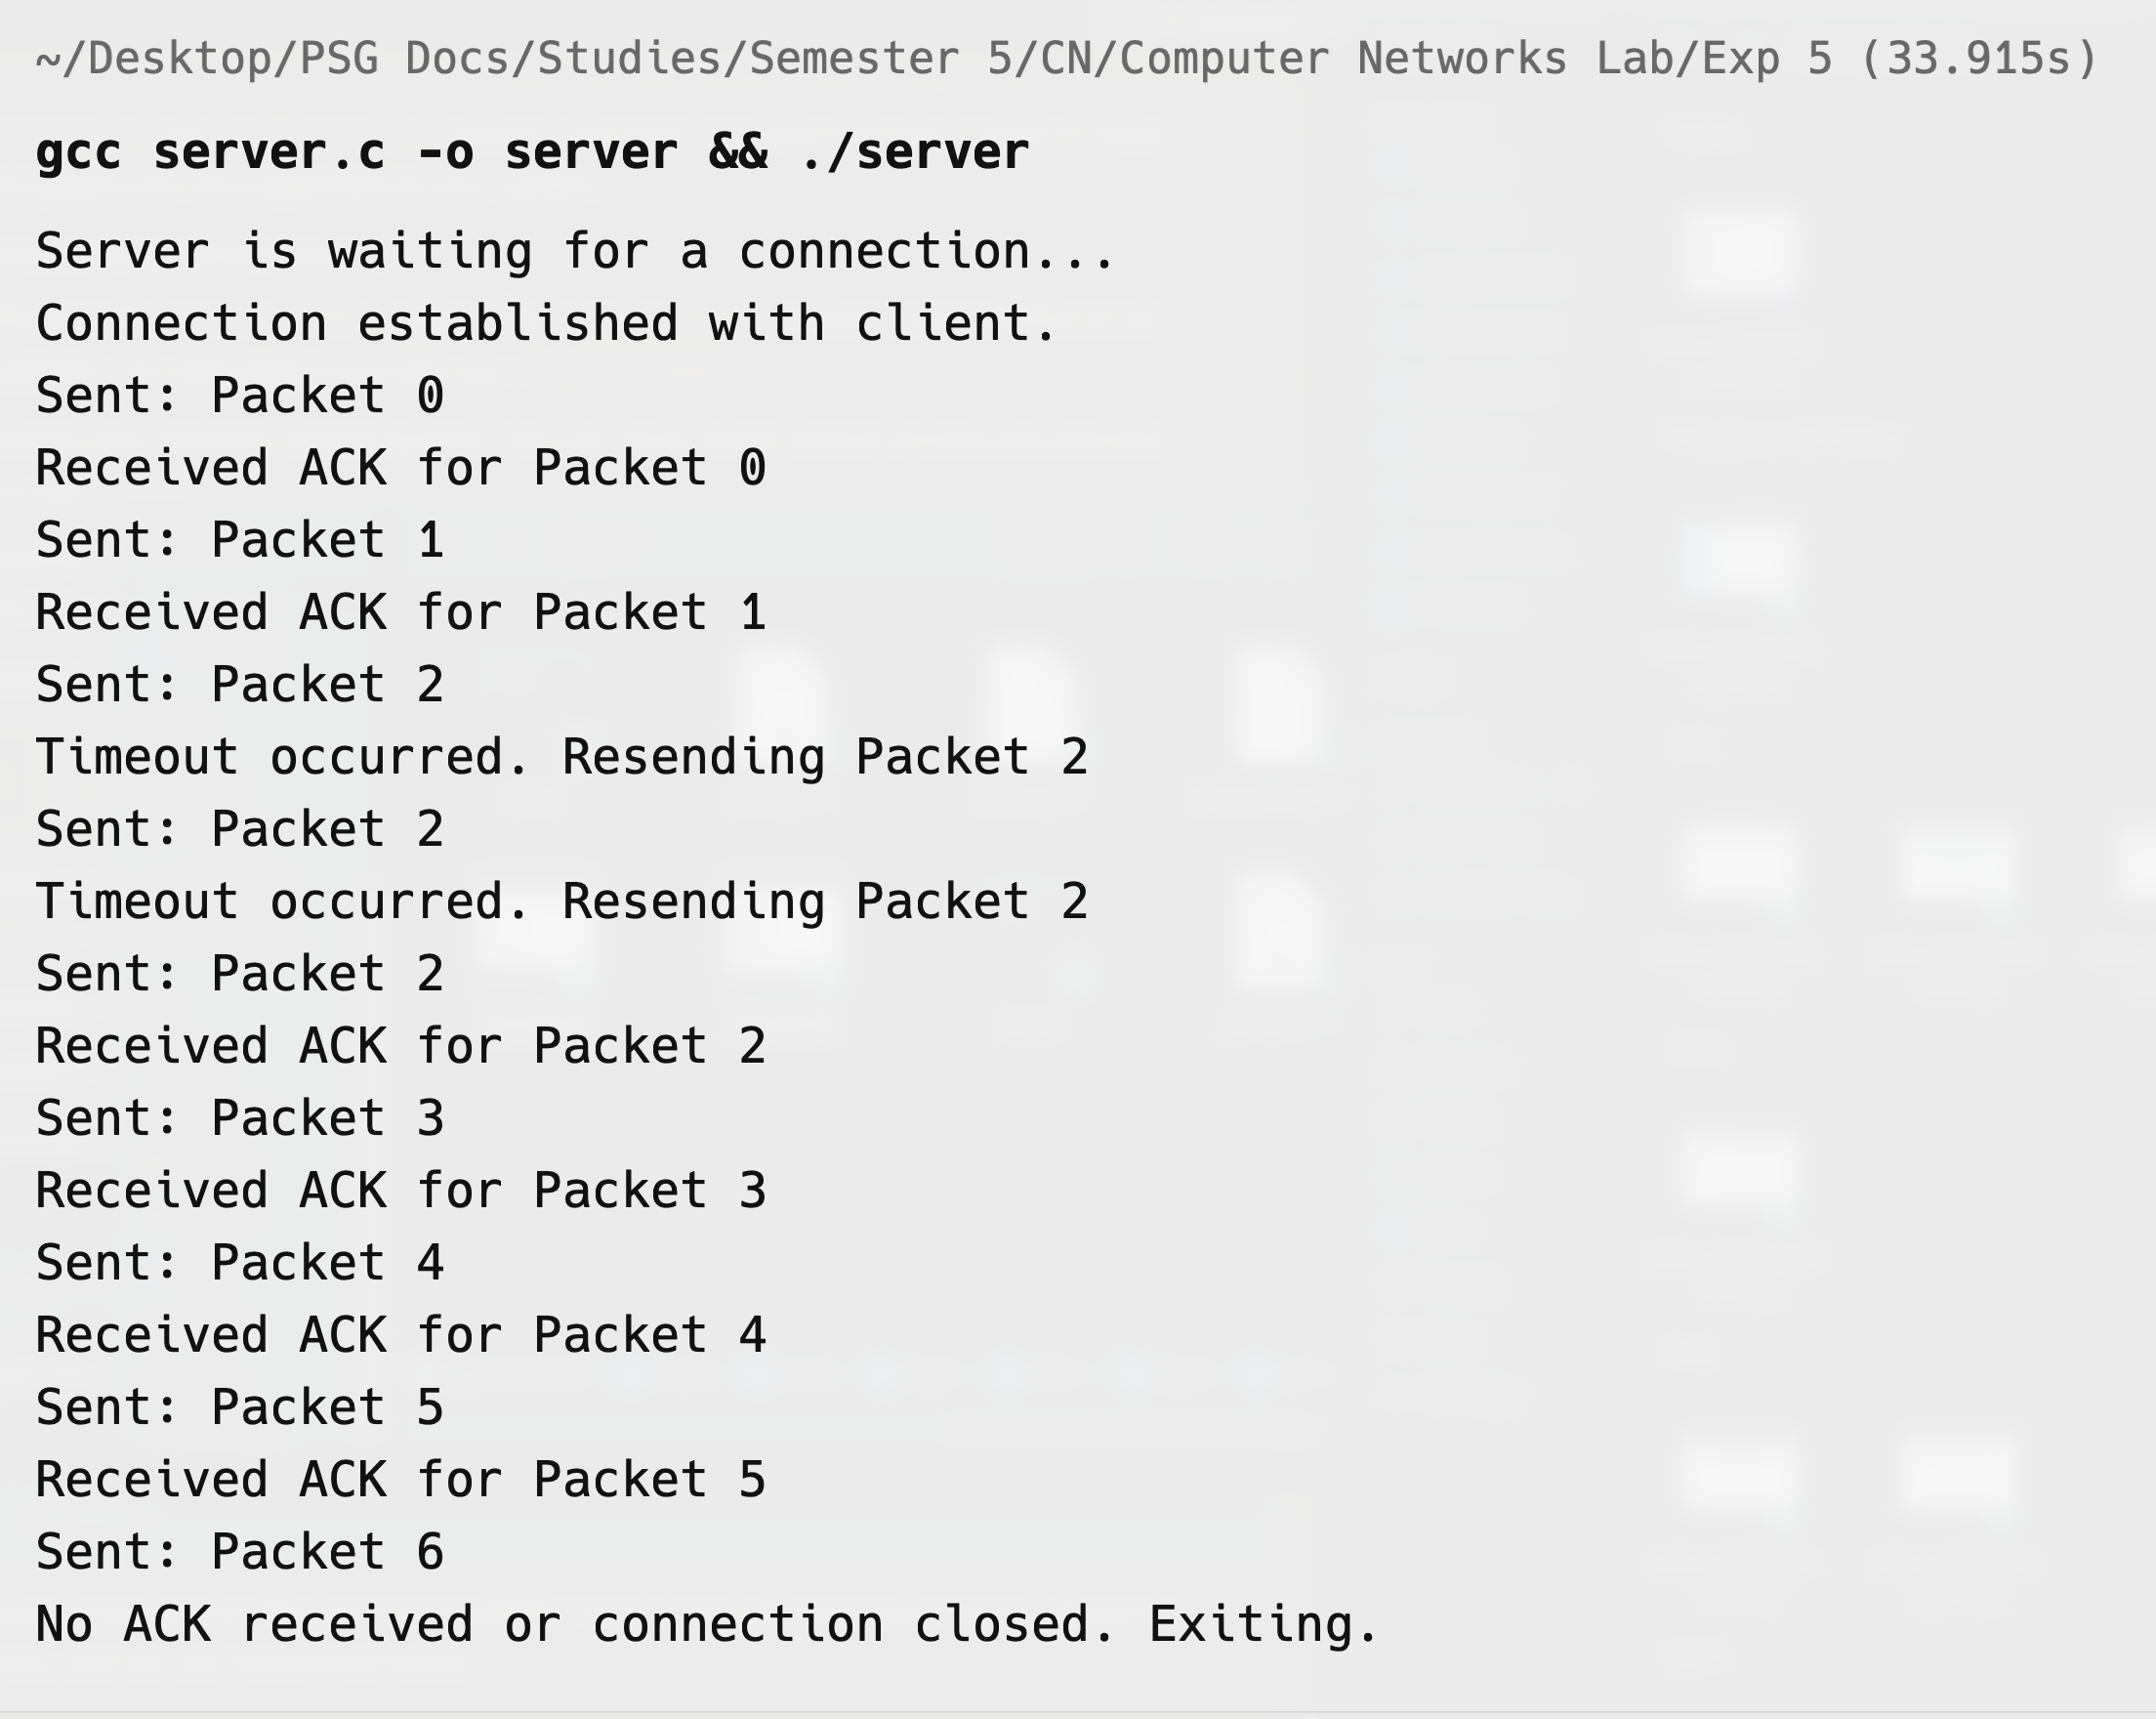 ~/Desktop/PSG Docs/Studies/Semester 5/CN/Computer Networks Lab/Exp 5 (33.915s)
gcc server.c -o server && ./server
Server is waiting for a connection...
Connection established with client.
Sent: Packet 0
Received ACK for Packet 0
Sent: Packet 1
Received ACK for Packet 1
Sent: Packet 2
Timeout occurred. Resending Packet 2
Sent: Packet 2
Timeout occurred. Resending Packet 2
Sent: Packet 2
Received ACK for Packet 2
Sent: Packet 3
Received ACK for Packet 3
Sent: Packet 4
Received ACK for Packet 4
Sent: Packet 5
Received ACK for Packet 5
Sent: Packet 6
No ACK received or connection closed. Exiting.